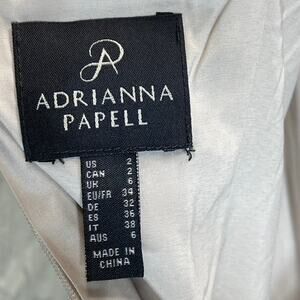 ADRIANNA
PAPELL
US 2
CAN 2
UK 6
EU/FR 34
DE 32
ES 36
IT 38
AUS 6
MADE IN
CHINA